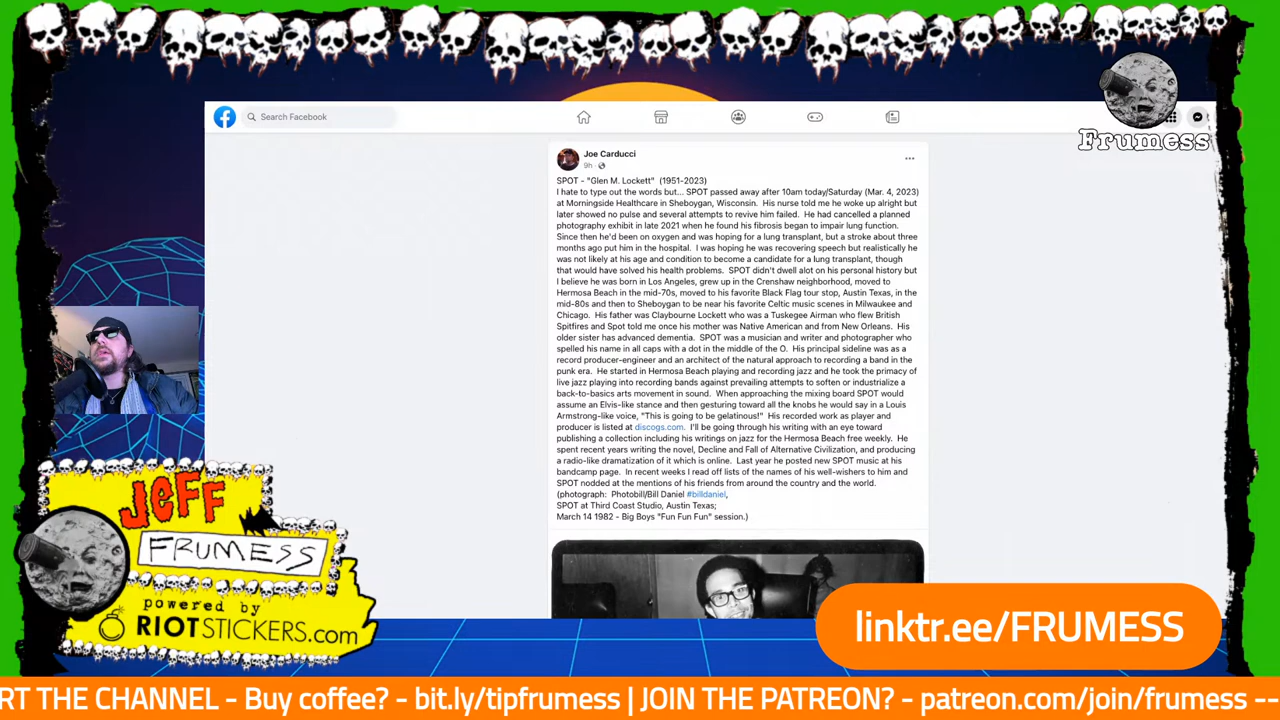 Search Facebook
Frumess
Joe Carducci
9h
SPOT - "Glen M. Lockett" (1951-2023)
I hate to type out the words but... SPOT passed away after 10am today/Saturday (Mar. 4, 2023)
at Morningside Healthcare in Sheboygan, Wisconsin. His nurse told me he woke up alright but
later showed no pulse and several attempts to revive him failed. He had cancelled a planned
photography exhibit in late 2021 when he found his fibrosis began to impair lung function.
Since then he'd been on oxygen and was hoping for a lung transplant, but a stroke about three
months ago put him in the hospital. I was hoping he was recovering speech but realistically he
was not likely at his age and condition to become a candidate for a lung transplant, though
that would have solved his health problems. SPOT didn't dwell alot on his personal history but
I believe he was born in Los Angeles, grew up in the Crenshaw neighborhood, moved to
Hermosa Beach in the mid-70s, moved to his favorite Black Flag tour stop, Austin Texas, in the
mid-80s and then to Sheboygan to be near his favorite Celtic music scenes in Milwaukee and
Chicago. His father was Claybourne Lockett who was a Tuskegee Airman who flew British
Spitfires and Spot told me once his mother was Native American and from New Orleans. His
older sister has advanced dementia. SPOT was a musician and writer and photographer who
spelled his name in all caps with a dot in the middle of the O. His principal sideline was as a
record producer-engineer and an architect of the natural approach to recording a band in the
punk era. He started in Hermosa Beach playing and recording jazz and he took the primacy of
live jazz playing into recording bands against prevailing attempts to soften or industrialize a
back-to-basics arts movement in sound. When approaching the mixing board SPOT would
assume an Elvis-like stance and then gesturing toward all the knobs he would say in a Louis
Armstrong-like voice, "This is going to be gelatinous!" His recorded work as player and
producer is listed at discogs.com. I'll be going through his writing with an eye toward
publishing a collection including his writings on jazz for the Hermosa Beach free weekly. He
spent recent years writing the novel, Decline and Fall of Alternative Civilization, and producing
a radio-like dramatization of it which is online. Last year he posted new SPOT music at his
bandcamp page. In recent weeks I read off lists of the names of his well-wishers to him and
SPOT nodded at the mentions of his friends from around the country and the world.
(photograph: Photobill/Bill Daniel #billdaniel,
SPOT at Third Coast Studio, Austin Texas;
March 14 1982 - Big Boys "Fun Fun Fun" session.)
JEFF
FRUMESS
powered by
RIOTSTICKERS.com
linktr.ee/FRUMESS
RT THE CHANNEL - Buy coffee? - bit.ly/tipfrumess | JOIN THE PATREON? - patreon.com/join/frumess --